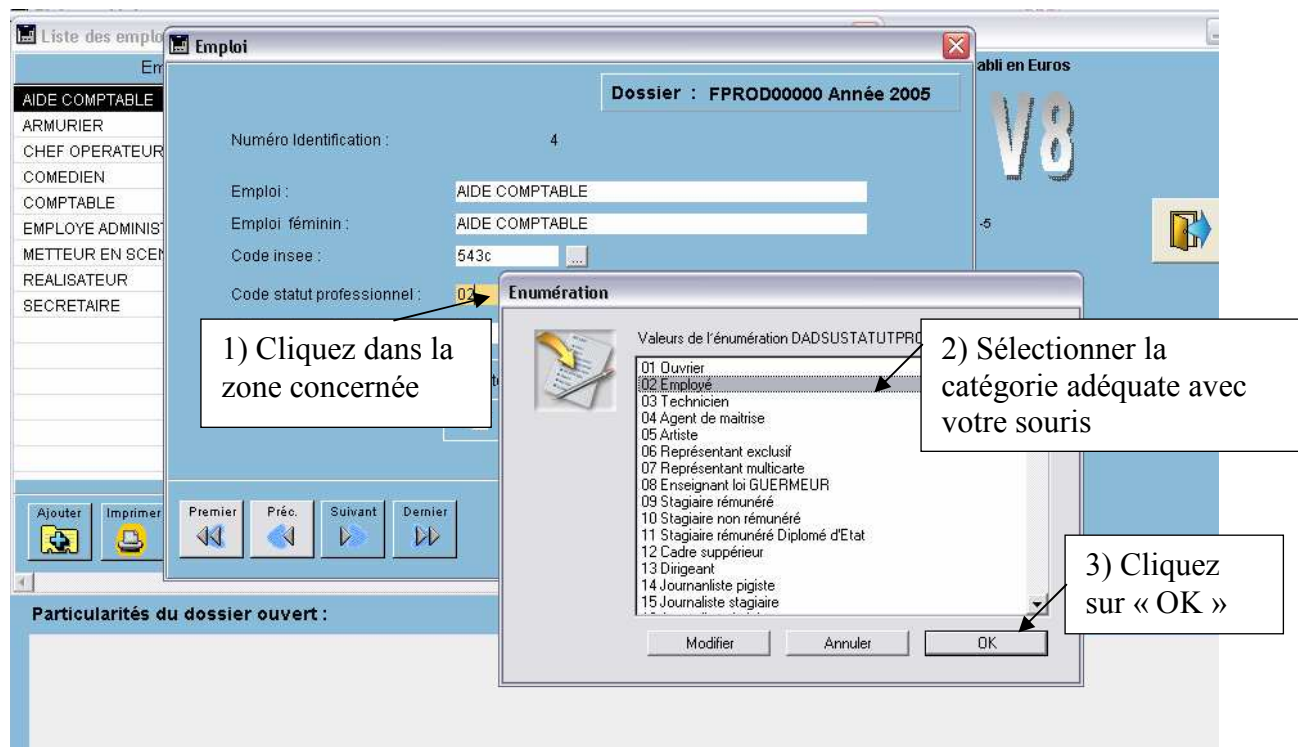 Liste des emplo
Emploi
Em
abli en Euros
Dossier : FPROD00000 Année 2005
V8
AIDE COMPTABLE
ARMURIER
CHEF OPERATEUR
COMEDIEN
COMPTABLE
EMPLOYE ADMINIS
METTEUR EN SCEN
REALISATEUR
SECRETAIRE
Numéro Identification : 4
Emploi : AIDE COMPTABLE
Emploi féminin : AIDE COMPTABLE
Code insee : 543c ...
Code statut professionnel : 02
-5
1) Cliquez dans la
zone concernée
Enumération
Valeurs de l'énumération DADSUSTATUTPRO
01 Ouvrier
02 Employé
03 Technicien
04 Agent de maitrise
05 Artiste
06 Représentant exclusif
07 Représentant multicarte
08 Enseignant loi GUERMEUR
09 Stagiaire rémunéré
10 Stagiaire non rémunéré
11 Stagiaire rémunéré Diplomé d'Etat
12 Cadre suppérieur
13 Dirigeant
14 Journanliste pigiste
15 Journaliste stagiaire
2) Sélectionner la
catégorie adéquate avec
votre souris
3) Cliquez
sur « OK »
Modifier Annuler OK
Ajouter Imprimer
Premier Préc. Suivant Dernier
Particularités du dossier ouvert :